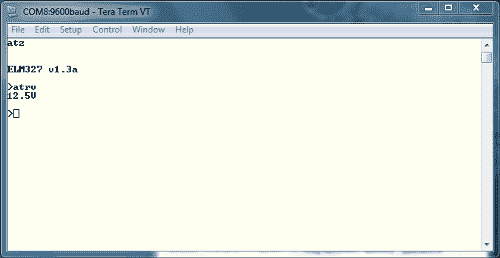 COM8:9600baud - Tera Term VT
File Edit Setup Control Window Help
atz
ELM327 v1.3a
>atrv
12.5V
>